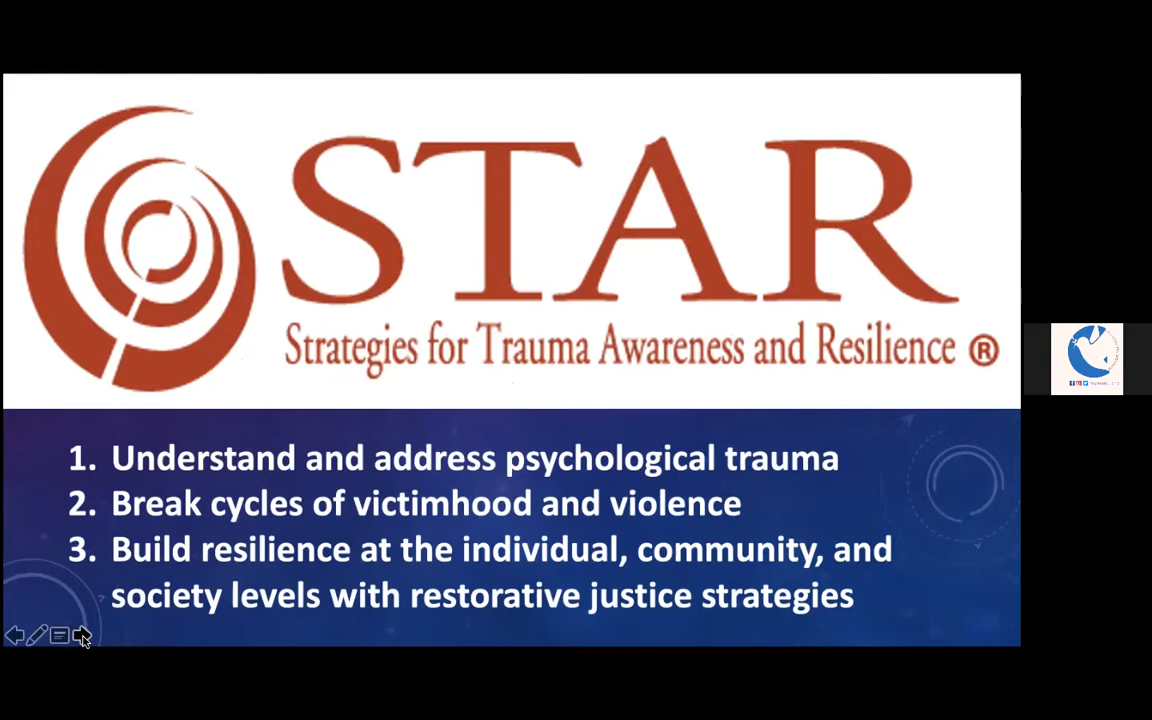 STAR
Strategies for Trauma Awareness and Resilience ®
1. Understand and address psychological trauma
2. Break cycles of victimhood and violence
3. Build resilience at the individual, community, and
society levels with restorative justice strategies